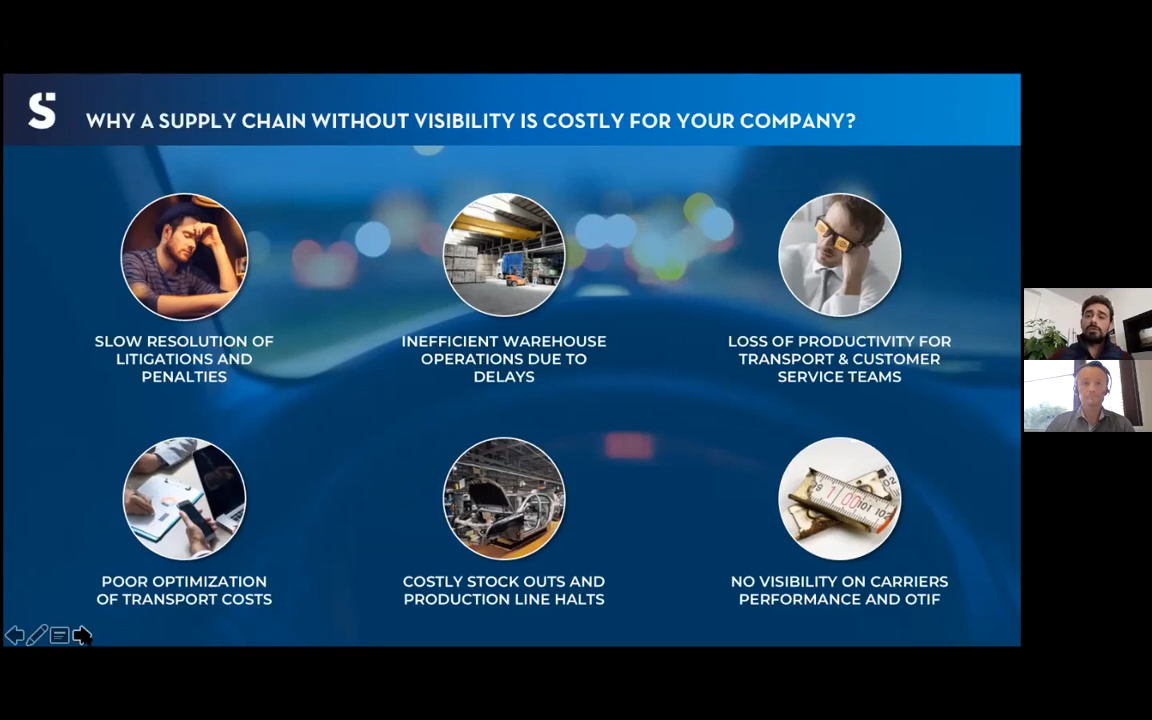 S
WHY A SUPPLY CHAIN WITHOUT VISIBILITY IS COSTLY FOR YOUR COMPANY?
SLOW RESOLUTION OF
LITIGATIONS AND
PENALTIES
INEFFICIENT WAREHOUSE
OPERATIONS DUE TO
DELAYS
LOSS OF PRODUCTIVITY FOR
TRANSPORT & CUSTOMER
SERVICE TEAMS
POOR OPTIMIZATION
OF TRANSPORT COSTS
COSTLY STOCK OUTS AND
PRODUCTION LINE HALTS
NO VISIBILITY ON CARRIERS
PERFORMANCE AND OTIF